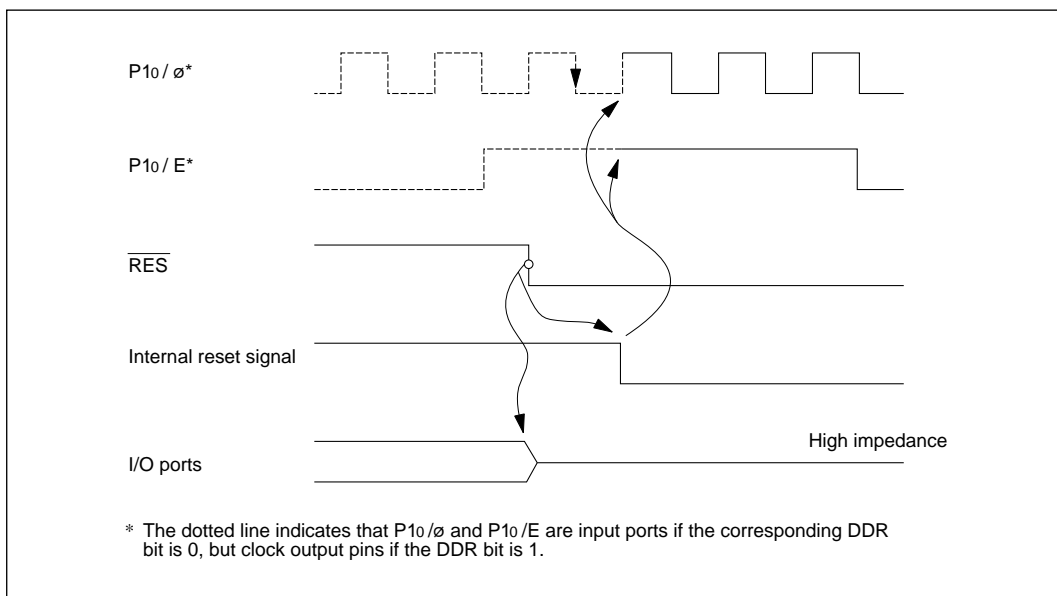 P10 / ø*
P10 / E*
RES
Internal reset signal
High impedance
I/O ports
* The dotted line indicates that P10 /ø and P10 /E are input ports if the corresponding DDR
bit is 0, but clock output pins if the DDR bit is 1.